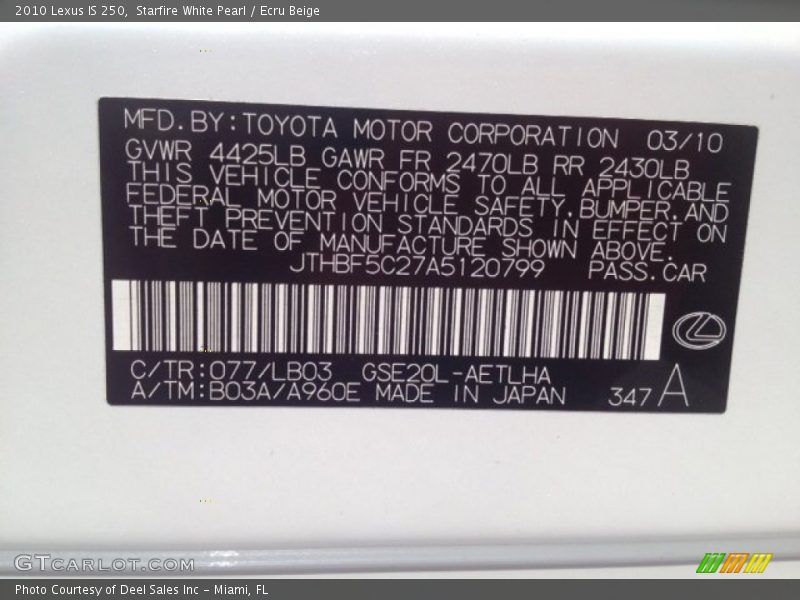 2010 Lexus IS 250,  Starfire White Pearl / Ecru Beige
MFD.BY:TOYOTA MOTOR CORPORATION 03/10
GVWR 4425LB GAWR FR 2470LB RR 2430LB
THIS VEHICLE CONFORMS TO ALL APPLICABLE
FEDERAL MOTOR VEHICLE SAFETY,BUMPER,AND
THEFT PREVENTION STANDARDS IN EFFECT ON
THE DATE OF MANUFACTURE SHOWN ABOVE.
JTHBF5C27A5120799 PASS.CAR
C/TR:077/LB03 GSE20L-AETLHA
A/TM:B03A/A960E MADE IN JAPAN 347 A
GTCARLOT.COM
Photo Courtesy of Deel Sales Inc - Miami, FL